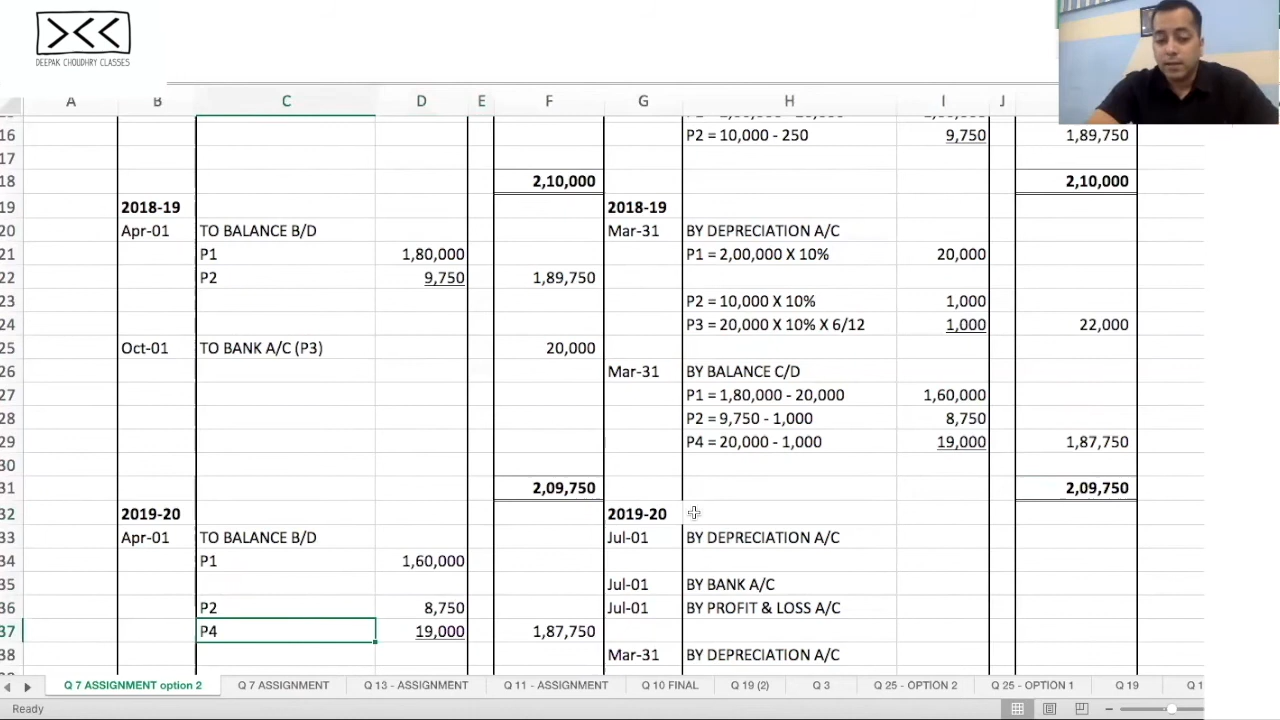 DEEPAK CHOUDHRY CLASSES
A B C D E F G H I J
16 P2 = 10,000 - 250 9,750 1,89,750
17
18 2,10,000 2,10,000
19 2018-19 2018-19
20 Apr-01 TO BALANCE B/D Mar-31 BY DEPRECIATION A/C
21 P1 1,80,000 P1 = 2,00,000 X 10% 20,000
22 P2 9,750 1,89,750
23 P2 = 10,000 X 10% 1,000
24 P3 = 20,000 X 10% X 6/12 1,000 22,000
25 Oct-01 TO BANK A/C (P3) 20,000
26 Mar-31 BY BALANCE C/D
27 P1 = 1,80,000 - 20,000 1,60,000
28 P2 = 9,750 - 1,000 8,750
29 P4 = 20,000 - 1,000 19,000 1,87,750
30
31 2,09,750 2,09,750
32 2019-20 2019-20
33 Apr-01 TO BALANCE B/D Jul-01 BY DEPRECIATION A/C
34 P1 1,60,000
35 Jul-01 BY BANK A/C
36 P2 8,750 Jul-01 BY PROFIT & LOSS A/C
37 P4 19,000 1,87,750
38 Mar-31 BY DEPRECIATION A/C
Q 7 ASSIGNMENT option 2 Q 7 ASSIGNMENT Q 13 - ASSIGNMENT Q 11 - ASSIGNMENT Q 10 FINAL Q 19 (2) Q 3 Q 25 - OPTION 2 Q 25 - OPTION 1 Q 19 Q 1
Ready